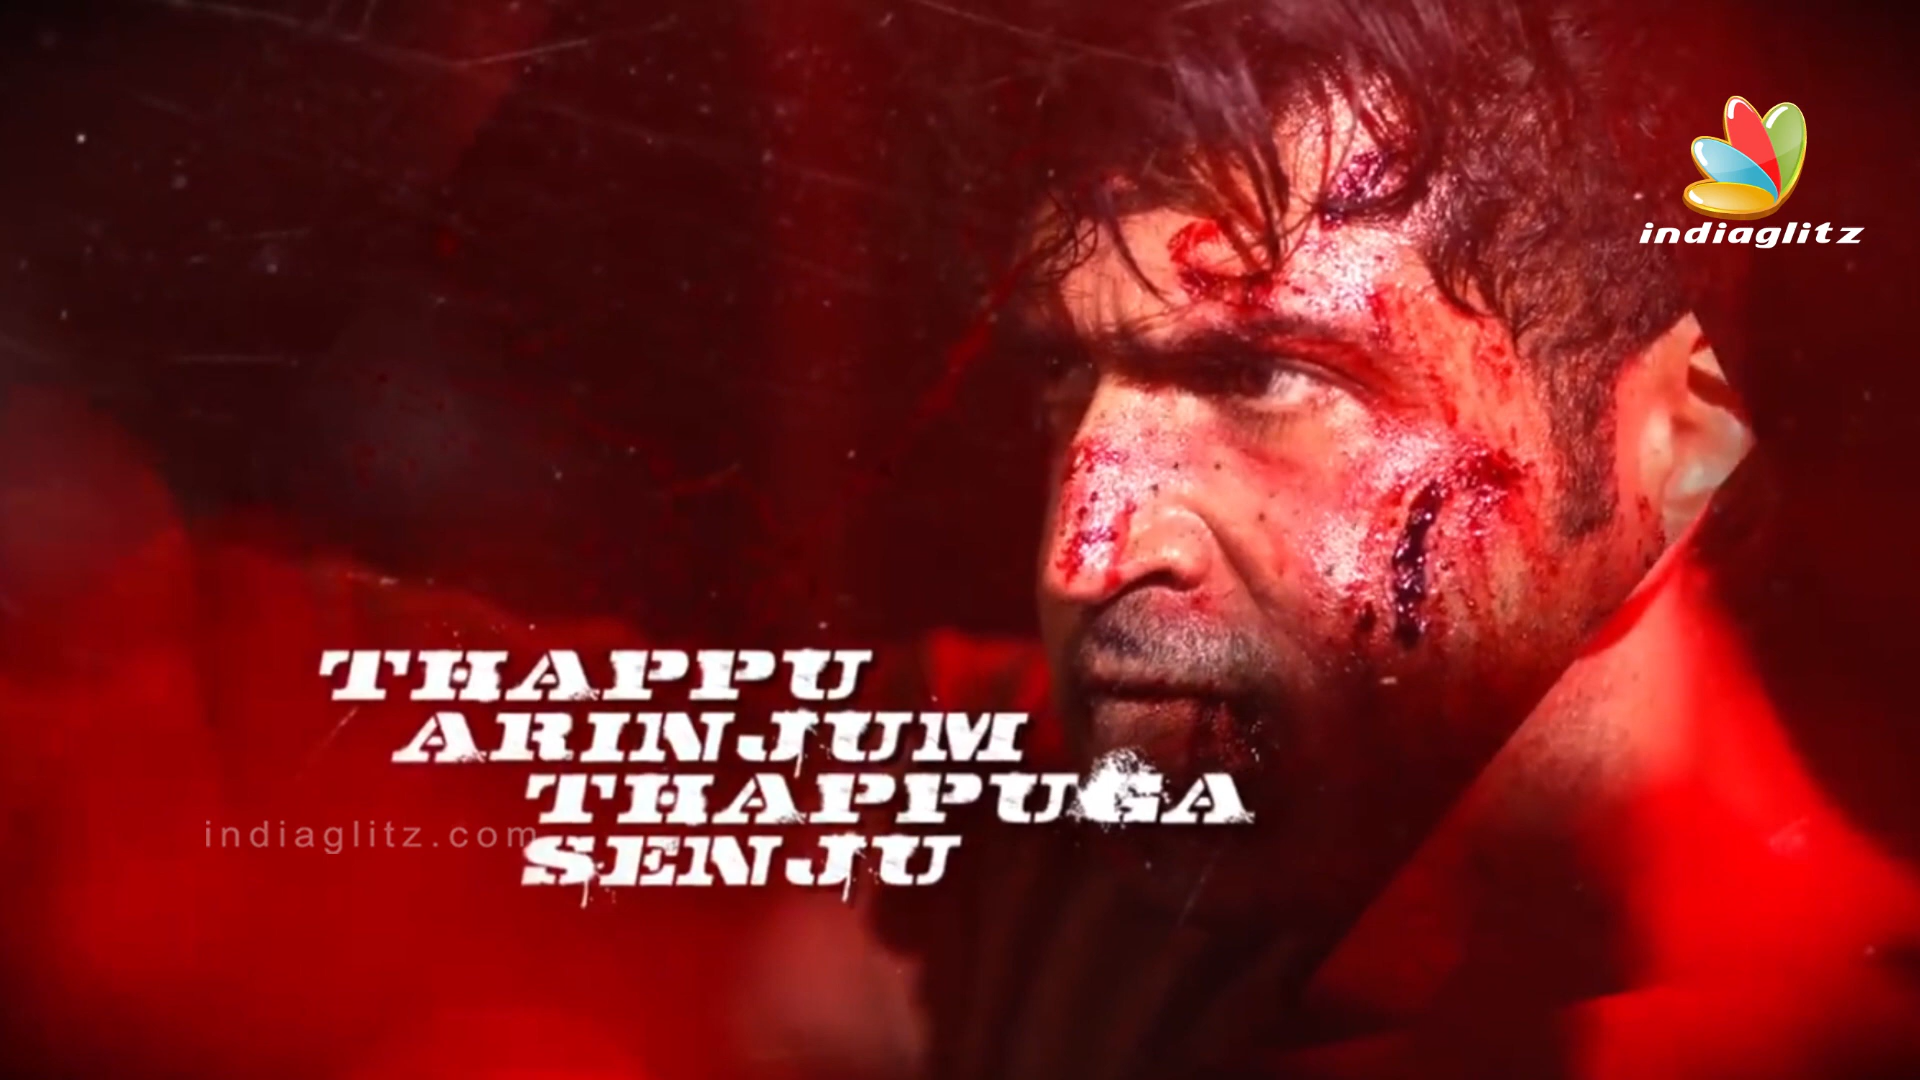 indiaglitz
THAPPU
ARINJUM
THAPPUGA
SENJU
indiaglitz.com